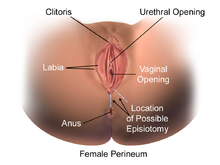 Clitoris
Urethral Opening
Labia
Vaginal
Opening
Anus
Location
of Possible
Episiotomy
Female Perineum